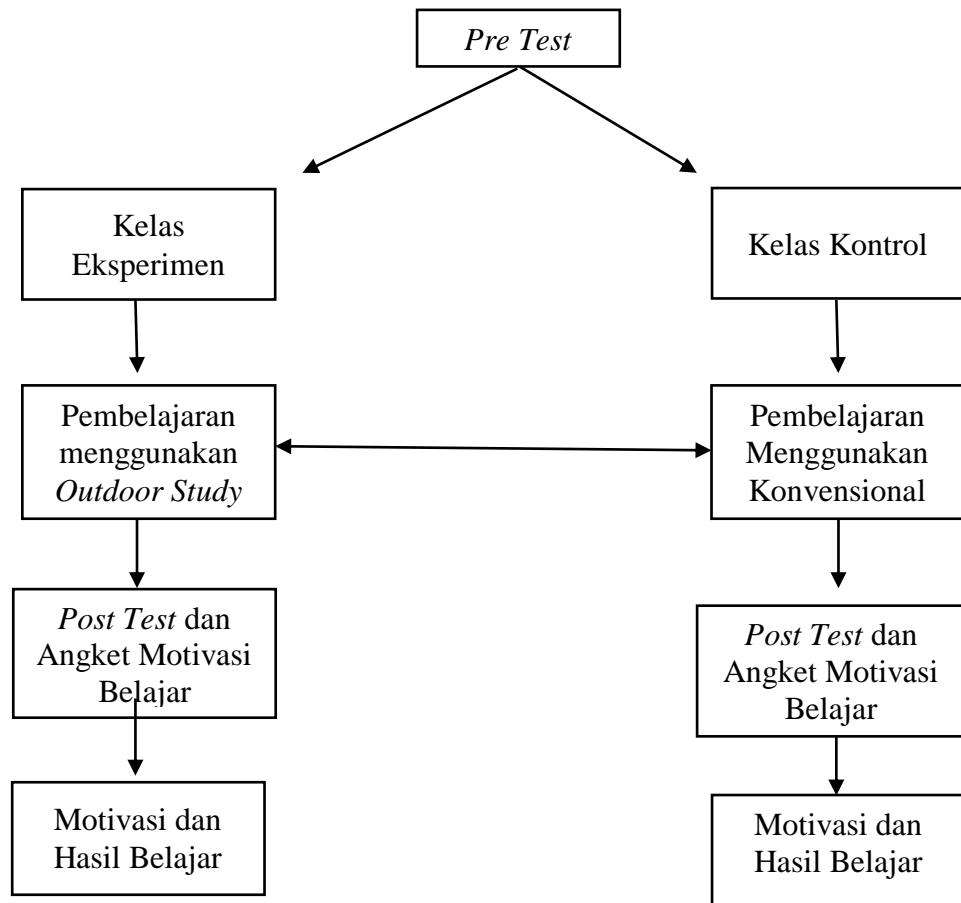 Pre Test
Kelas
Eksperimen
Kelas Kontrol
Pembelajaran
menggunakan
Outdoor Study
Pembelajaran
Menggunakan
Konvensional
Post Test dan
Angket Motivasi
Belajar
Post Test dan
Angket Motivasi
Belajar
Motivasi dan
Hasil Belajar
Motivasi dan
Hasil Belajar